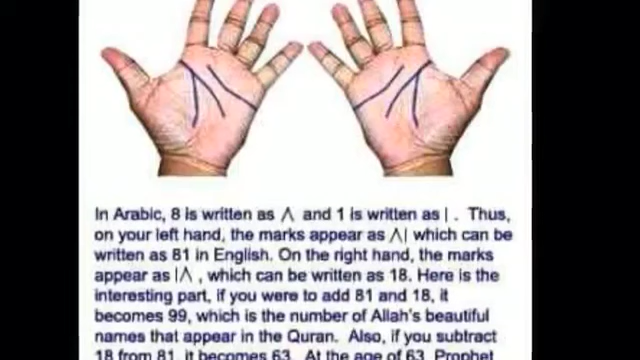 In Arabic, 8 is written as ٨ and 1 is written as ١ . Thus,
on your left hand, the marks appear as ٨١ which can be
written as 81 in English. On the right hand, the marks
appear as ١٨ , which can be written as 18. Here is the
interesting part, if you were to add 81 and 18, it
becomes 99, which is the number of Allah's beautiful
names that appear in the Quran. Also, if you subtract
18 from 81, it becomes 63. At the age of 63, Prophet